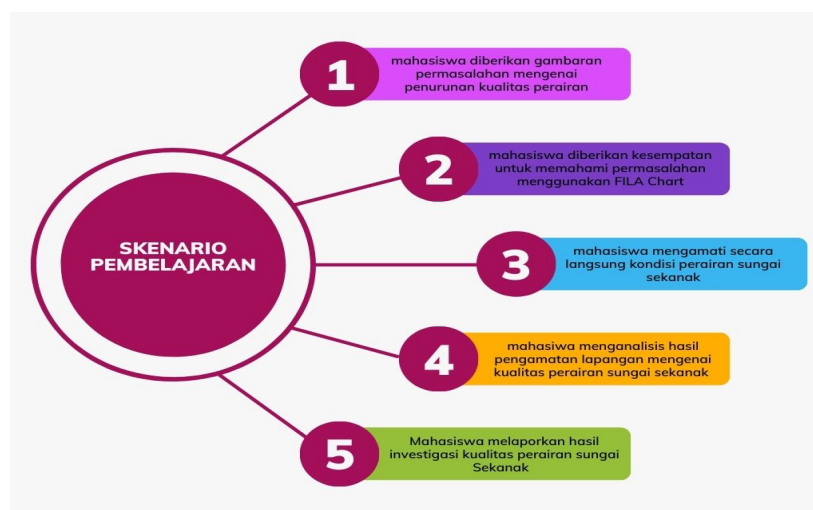 SKENARIO
PEMBELAJARAN
1
mahasiswa diberikan gambaran
permasalahan mengenai
penurunan kualitas perairan
2
mahasiswa diberikan kesempatan
untuk memahami permasalahan
menggunakan FILA Chart
3
mahasiswa mengamati secara
langsung kondisi perairan sungai
sekanak
4
mahasiwa menganalisis hasil
pengamatan lapangan mengenai
kualitas perairan sungai sekanak
5
Mahasiswa melaporkan hasil
investigasi kualitas perairan sungai
Sekanak